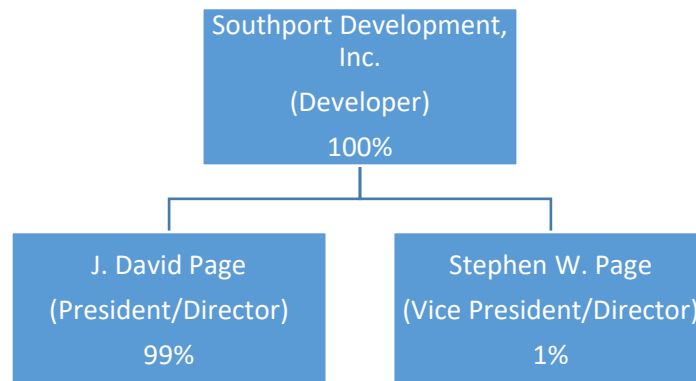 Southport Development,
Inc.
(Developer)
100%
J. David Page
(President/Director)
99%
Stephen W. Page
(Vice President/Director)
1%